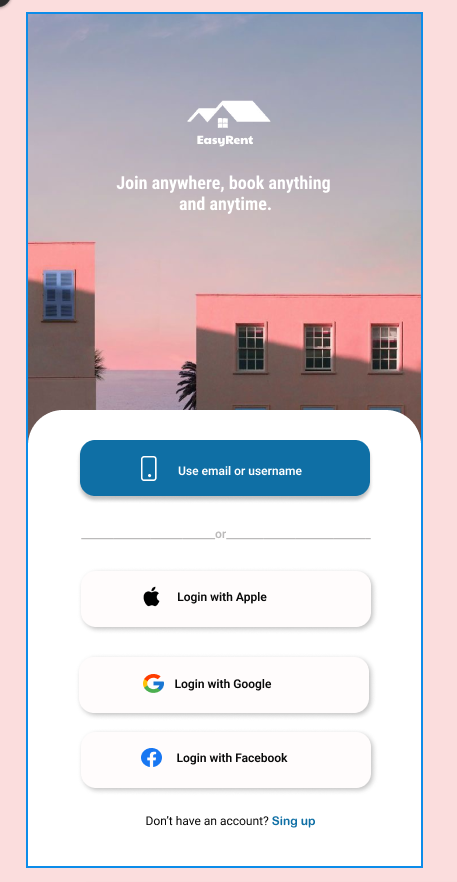 EasyRent
Join anywhere, book anything
and anytime.
Use email or username
or
Login with Apple
Login with Google
Login with Facebook
Don't have an account? Sing up